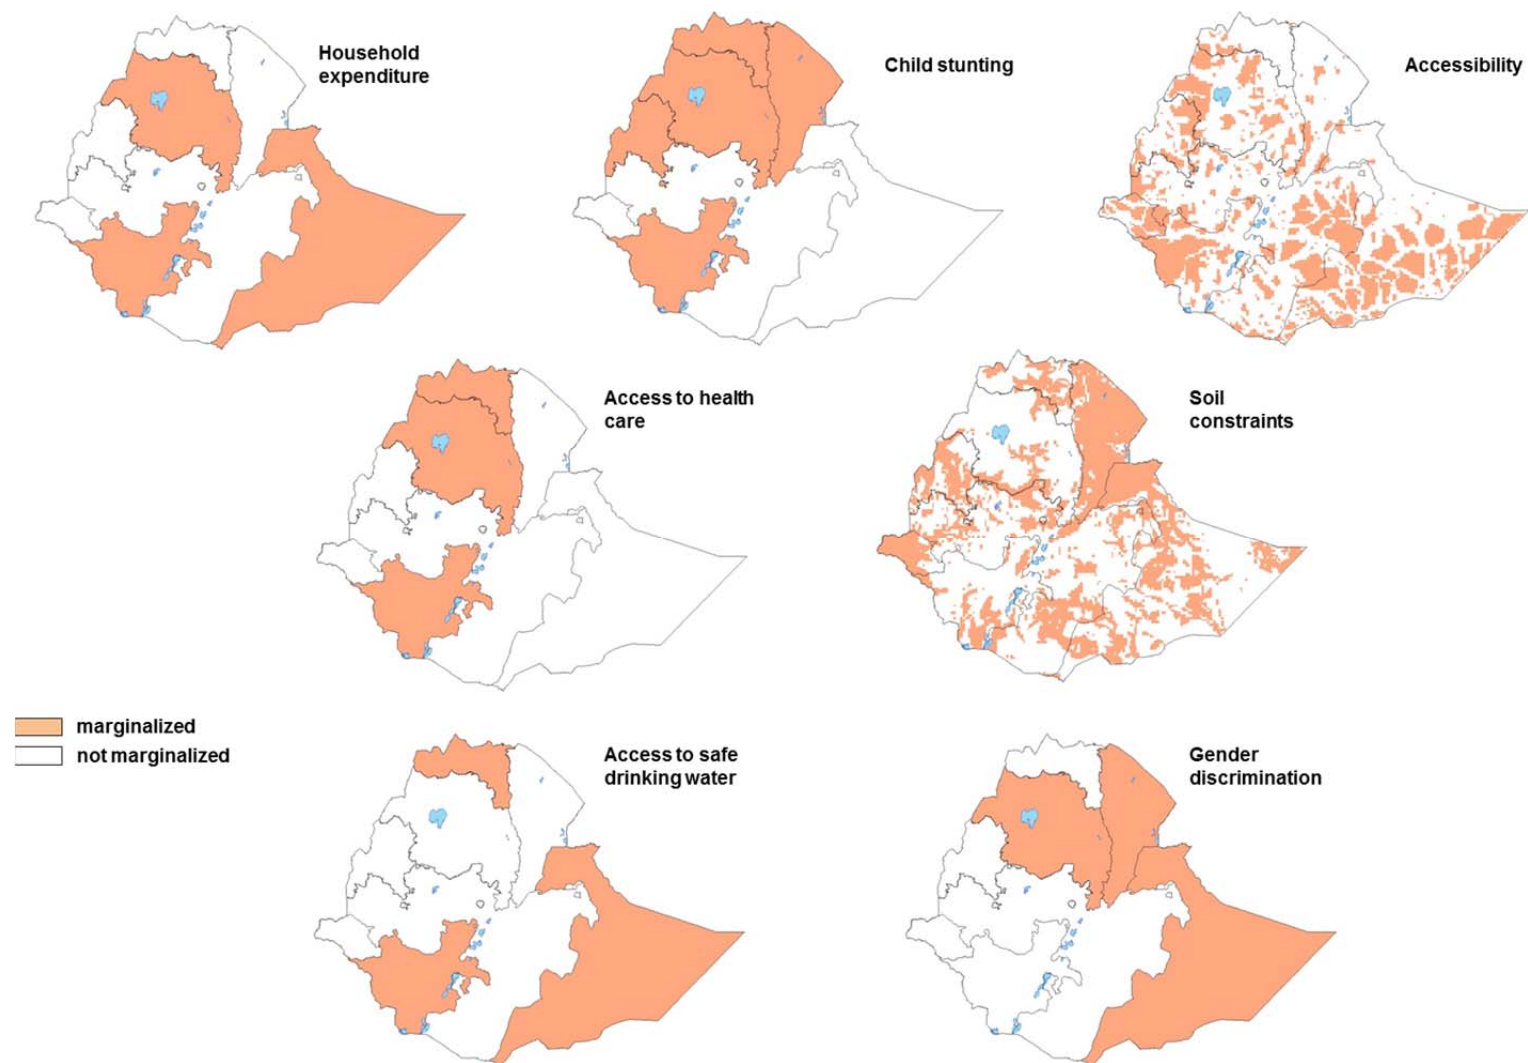 Household
expenditure
Child stunting
Accessibility
Access to health
care
Soil
constraints
marginalized
not marginalized
Access to safe
drinking water
Gender
discrimination